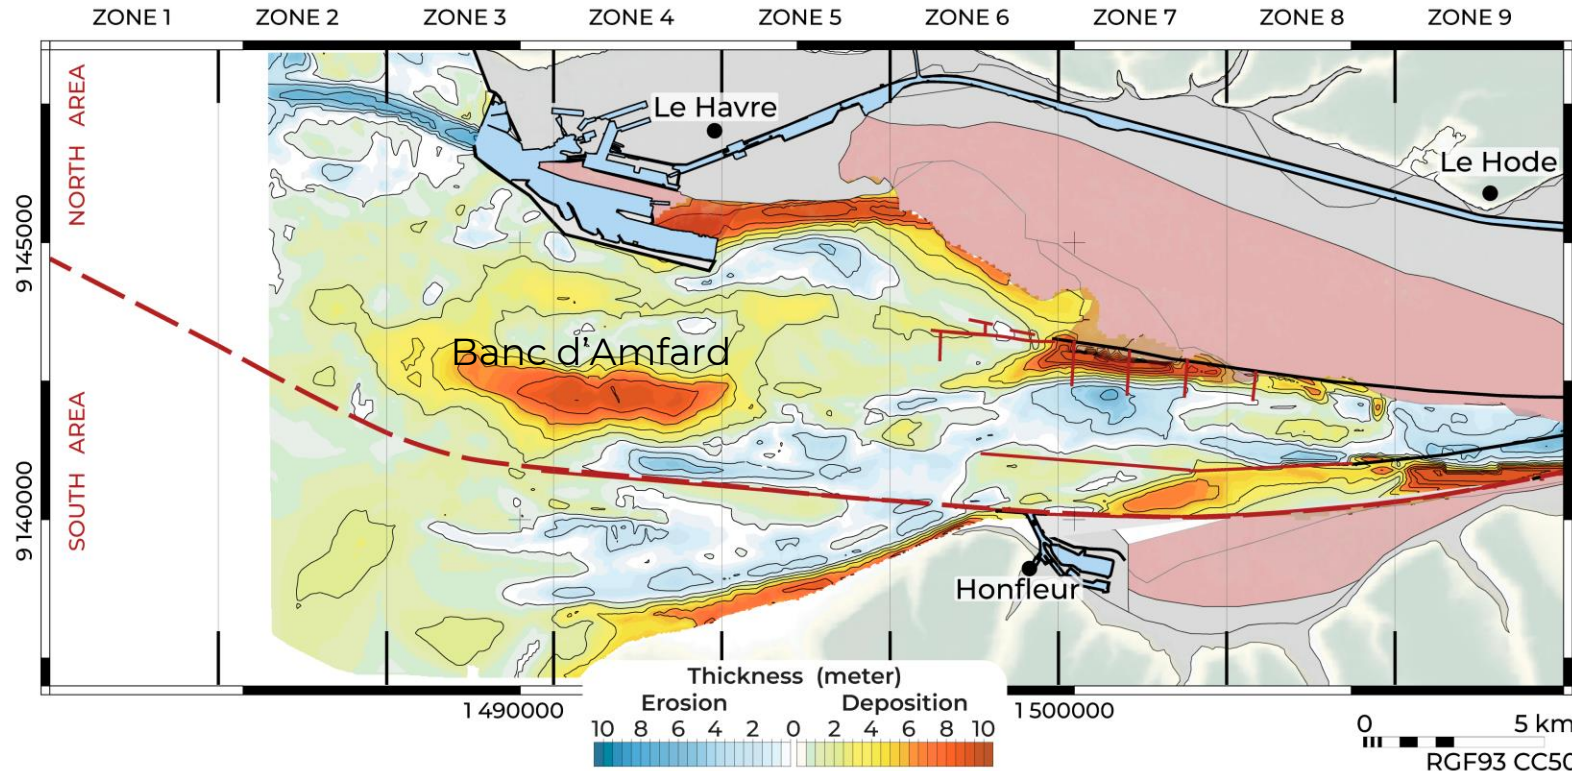 ZONE 1 ZONE 2 ZONE 3 ZONE 4 ZONE 5 ZONE 6 ZONE 7 ZONE 8 ZONE 9
NORTH AREA
SOUTH AREA
9 145000
9 140000
Le Havre
Le Hode
Banc d'Amfard
Honfleur
Thickness (meter)
Erosion Deposition
10 8 6 4 2 0 2 4 6 8 10
1 490000 1 500000
0 5 km
RGF93 CC50